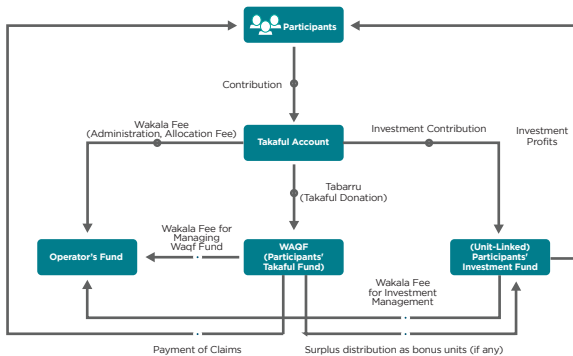 Participants
Contribution
Wakala Fee
(Administration, Allocation Fee)
Investment Contribution
Investment
Profits
Takaful Account
Tabarru
(Takaful Donation)
Wakala Fee for
Managing
Waqf Fund
Operator's Fund
WAQF
(Participants'
Takaful Fund)
(Unit-Linked)
Participants'
Investment Fund
Wakala Fee
for Investment
Management
Payment of Claims
Surplus distribution as bonus units (if any)